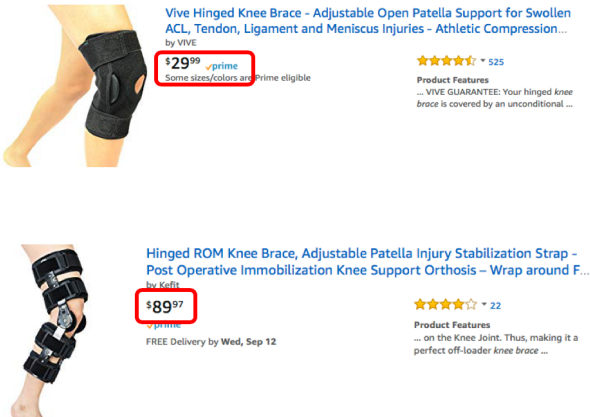 Vive Hinged Knee Brace - Adjustable Open Patella Support for Swollen
ACL, Tendon, Ligament and Meniscus Injuries - Athletic Compression...
by VIVE
$29 99 prime
Some sizes/colors are Prime eligible
525
Product Features
... VIVE GUARANTEE: Your hinged knee
brace is covered by an unconditional ...
Hinged ROM Knee Brace, Adjustable Patella Injury Stabilization Strap -
Post Operative Immobilization Knee Support Orthosis – Wrap around F...
by Kefit
$89 97
prime
FREE Delivery by Wed, Sep 12
22
Product Features
... on the Knee Joint. Thus, making it a
perfect off-loader knee brace ...